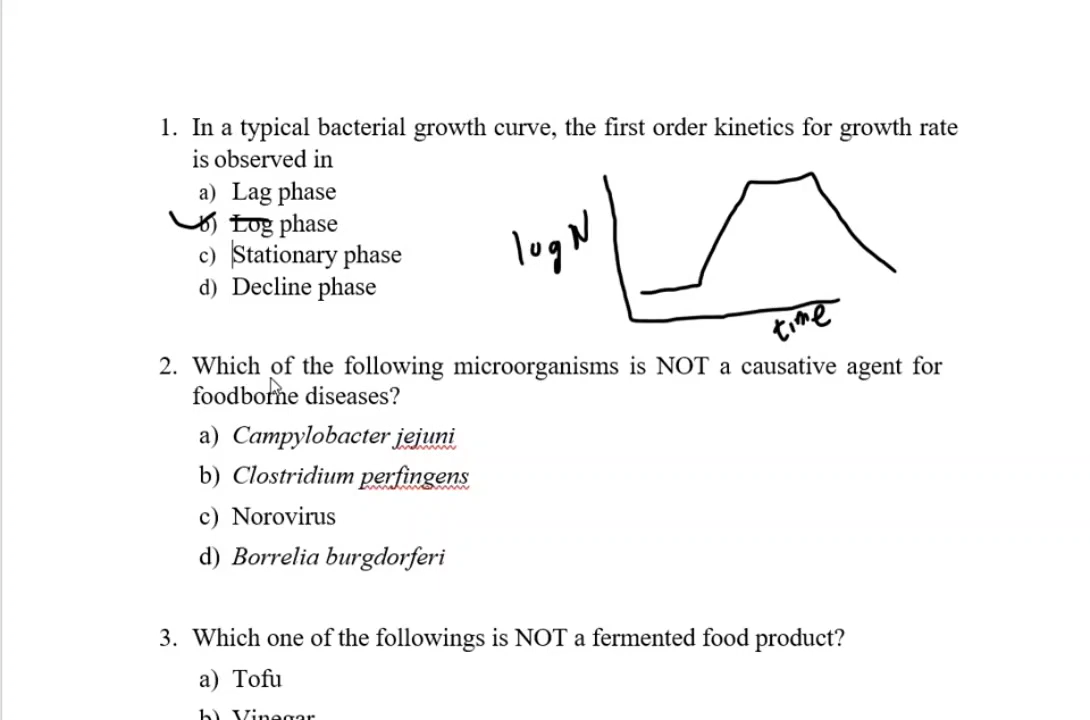 1. In a typical bacterial growth curve, the first order kinetics for growth rate
is observed in
a) Lag phase
b) Log phase
c) Stationary phase
d) Decline phase
log N
time
2. Which of the following microorganisms is NOT a causative agent for
foodborne diseases?
a) Campylobacter jejuni
b) Clostridium perfingens
c) Norovirus
d) Borrelia burgdorferi
3. Which one of the followings is NOT a fermented food product?
a) Tofu
b) Vinegar